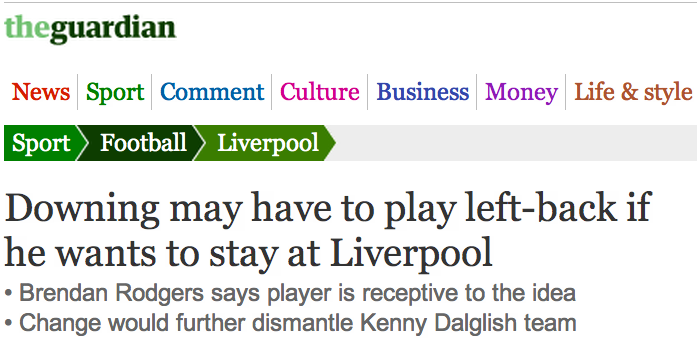 theguardian
News Sport Comment Culture Business Money Life & style
Sport Football Liverpool
Downing may have to play left-back if
he wants to stay at Liverpool
• Brendan Rodgers says player is receptive to the idea
• Change would further dismantle Kenny Dalglish team